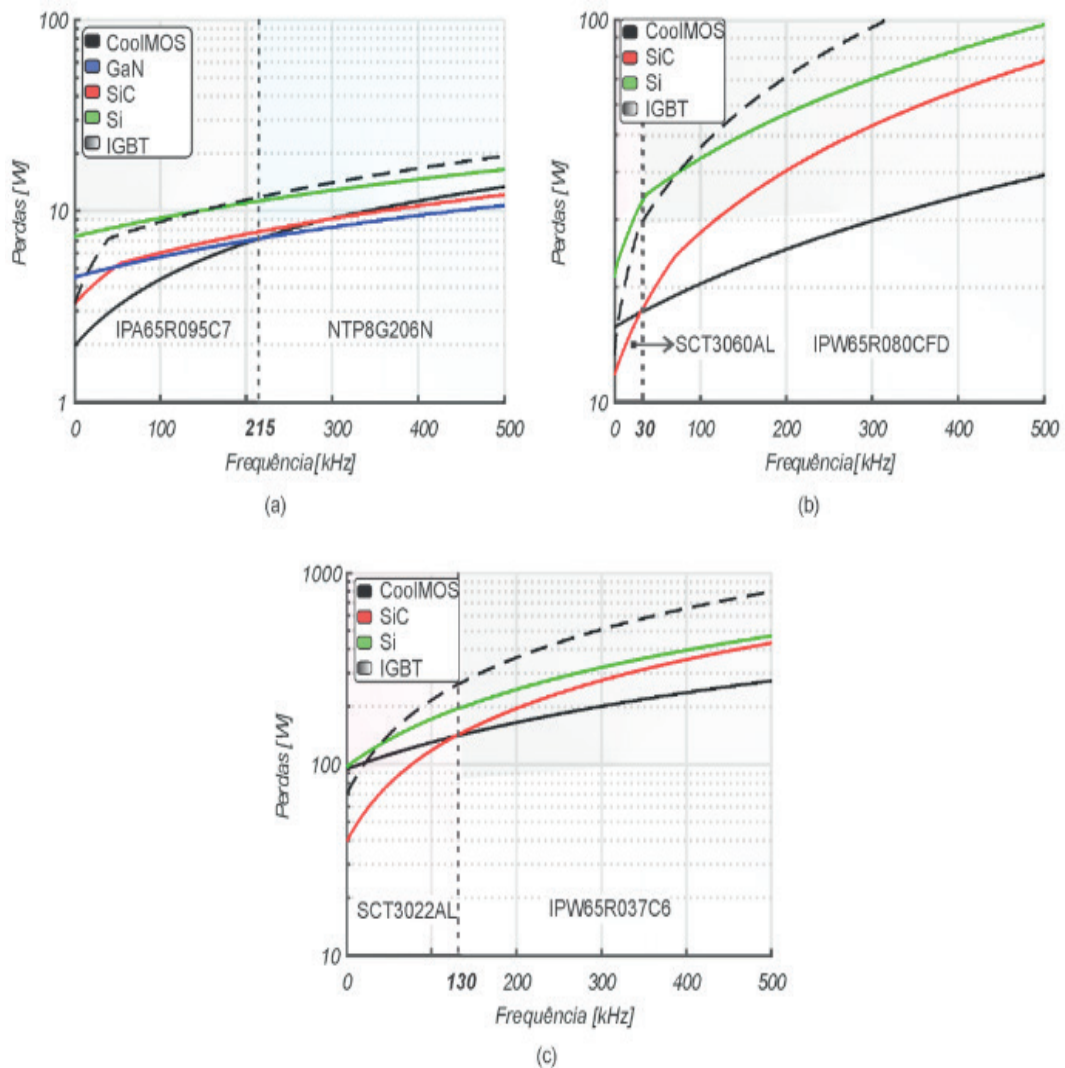 100
CoolMOS
GaN
SiC
Si
IGBT
10
1
Perdas [W]
IPA65R095C7
NTP8G206N
0 100 215 300 400 500
Frequência[kHz]
(a)
100
CoolMOS
SiC
Si
IGBT
10
Perdas [W]
SCT3060AL
IPW65R080CFD
0 30 100 200 300 400 500
Frequência[kHz]
(b)
1000
CoolMOS
SiC
Si
IGBT
100
10
Perdas [W]
SCT3022AL
IPW65R037C6
0 130 200 300 400 500
Frequência [kHz]
(c)